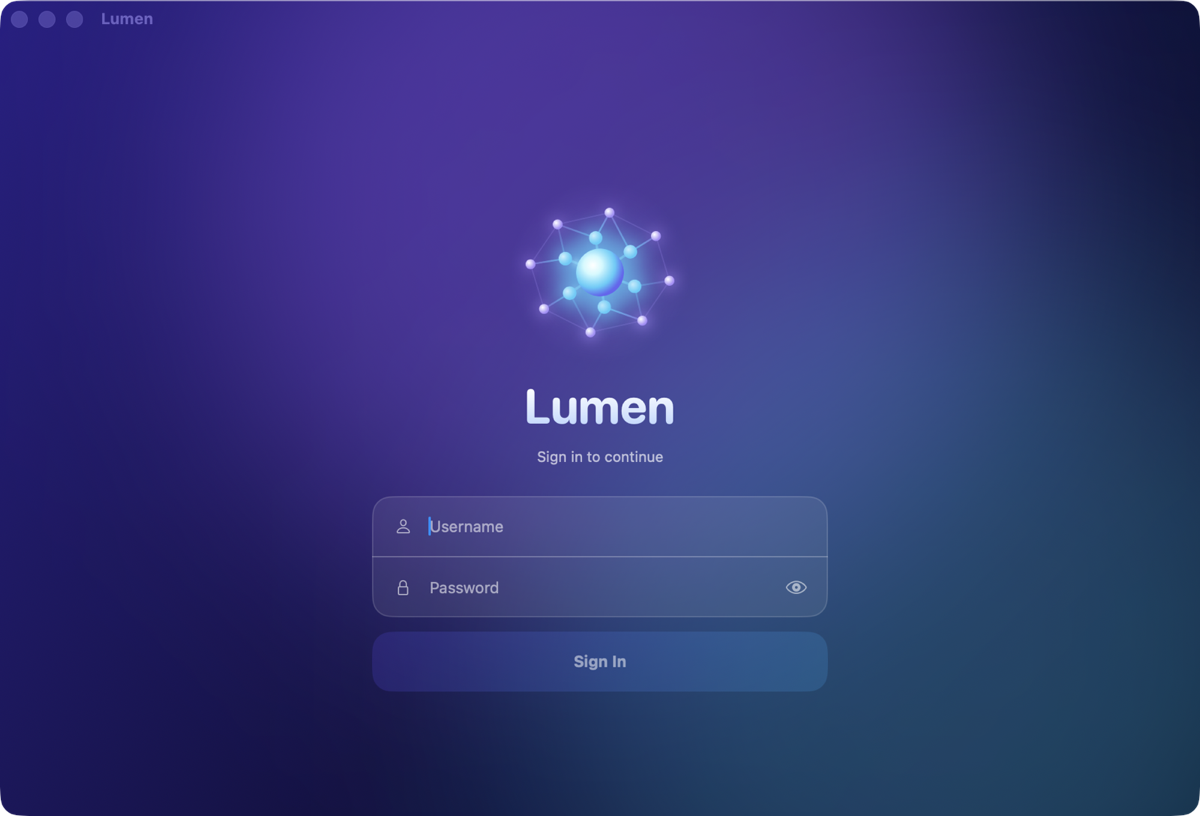 Lumen
Lumen
Sign in to continue
Username
Password
Sign In